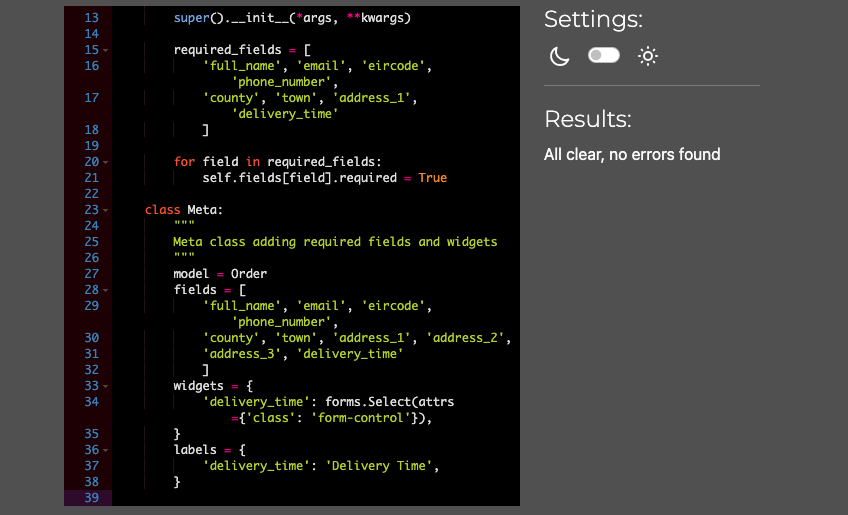 13 super().__init__(*args, **kwargs)
14
15 required_fields = [
16 'full_name', 'email', 'eircode',
'phone_number',
17 'county', 'town', 'address_1',
'delivery_time'
18 ]
19
20 for field in required_fields:
21 self.fields[field].required = True
22
23 class Meta:
24 """
25 Meta class adding required fields and widgets
26 """
27 model = Order
28 fields = [
29 'full_name', 'email', 'eircode',
'phone_number',
30 'county', 'town', 'address_1', 'address_2',
31 'address_3', 'delivery_time'
32 ]
33 widgets = {
34 'delivery_time': forms.Select(attrs
={'class': 'form-control'}),
35 }
36 labels = {
37 'delivery_time': 'Delivery Time',
38 }
39
Settings:
Results:
All clear, no errors found